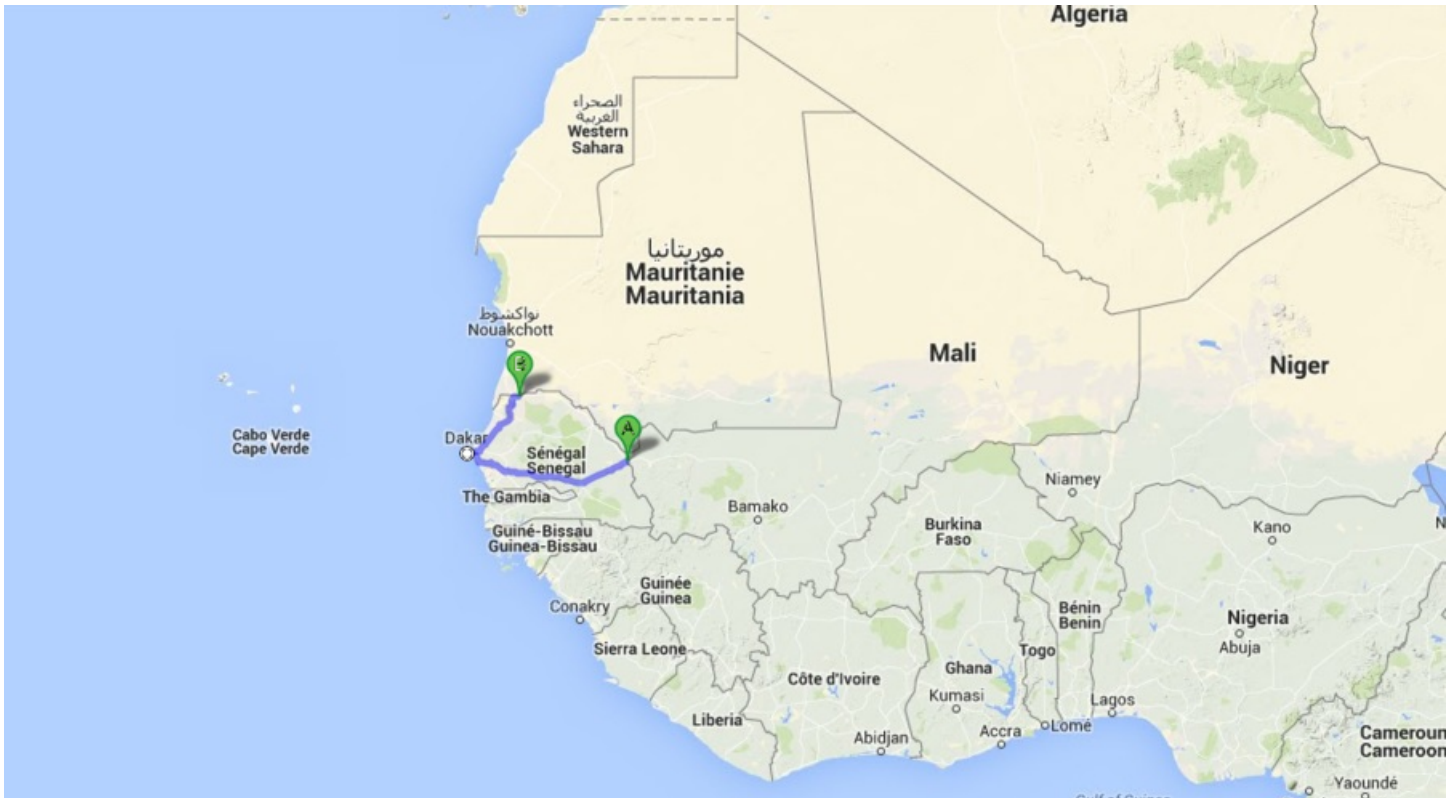 Algeria
الصحراء
الغربية
Western
Sahara
موريتانيا
Mauritanie
Mauritania
نواكشوط
Nouakchott
Mali
Niger
Cabo Verde
Cape Verde
Dakar
Sénégal
Senegal
The Gambia
Niamey
Bamako
Kano
Burkina
Faso
Guiné-Bissau
Guinea-Bissau
Guinée
Guinea
Bénin
Benin
Conakry
Nigeria
Abuja
Sierra Leone
Togo
Ghana
Côte d'Ivoire
Kumasi
Lagos
Liberia
Lomé
Accra
Abidjan
Cameroun
Cameroon
Yaoundé